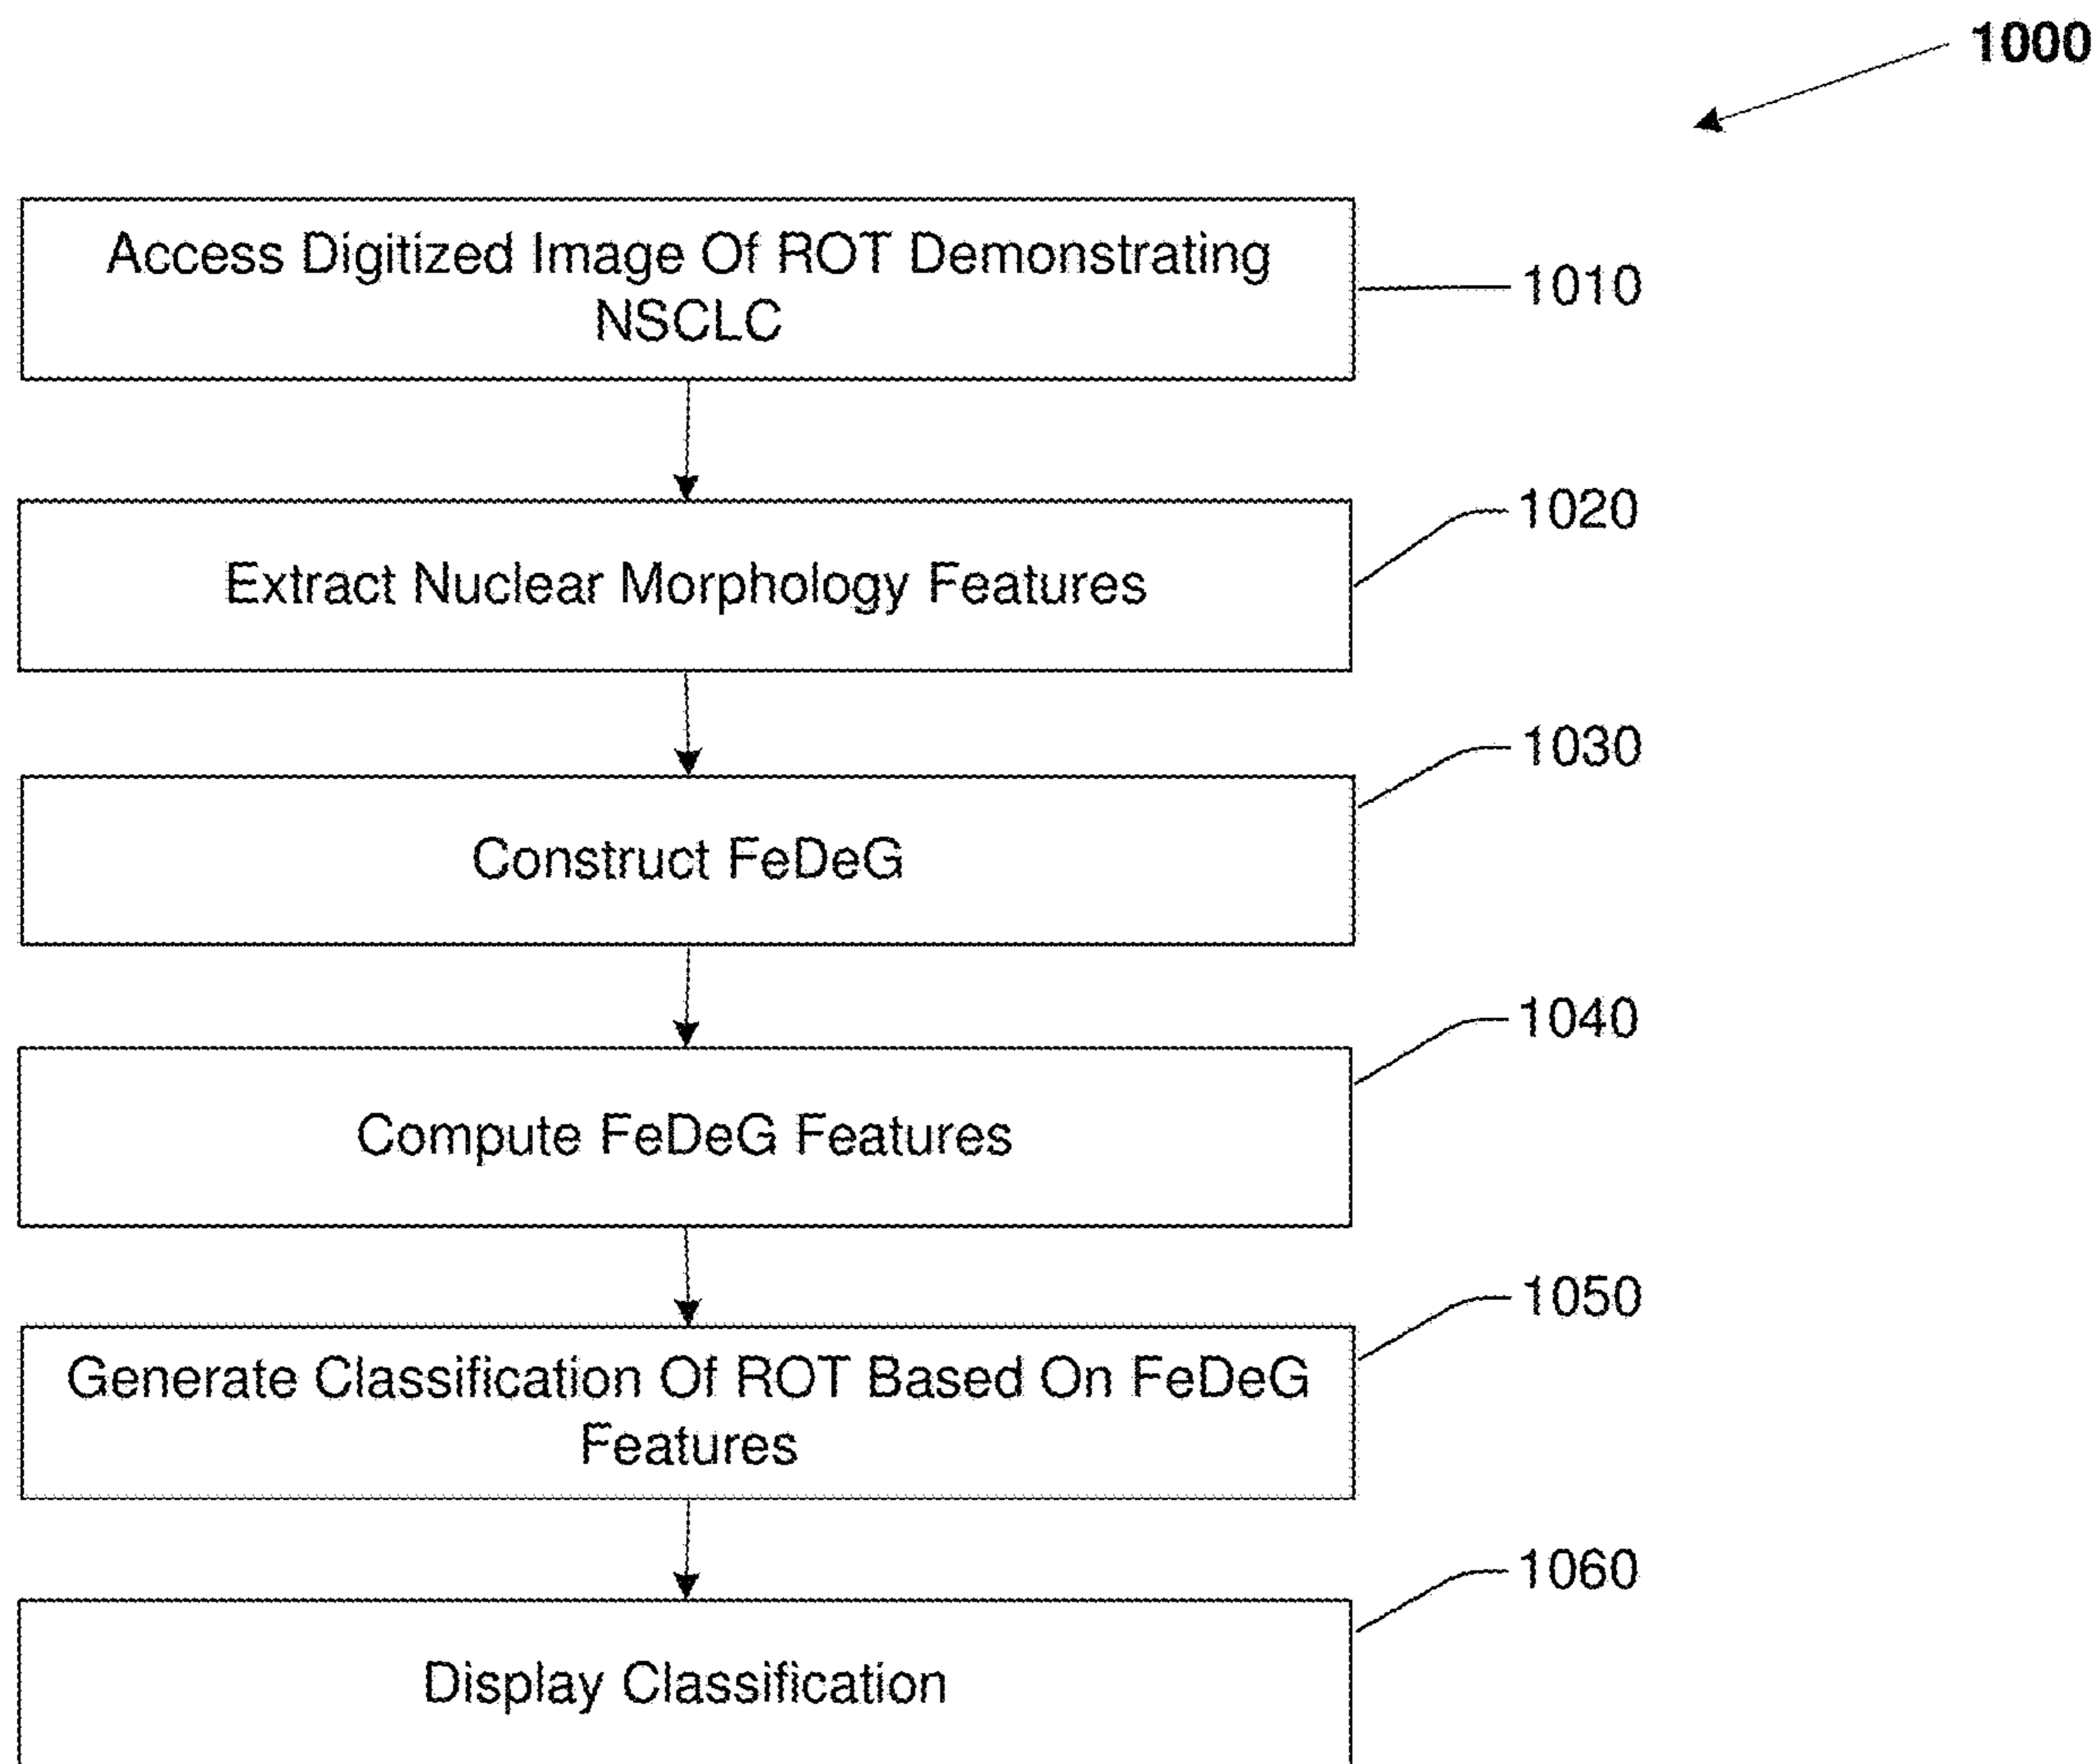 1000
Access Digitized Image Of ROT Demonstrating
NSCLC
1010
Extract Nuclear Morphology Features
1020
Construct FeDeG
1030
Compute FeDeG Features
1040
Generate Classification Of ROT Based On FeDeG
Features
1050
Display Classification
1060